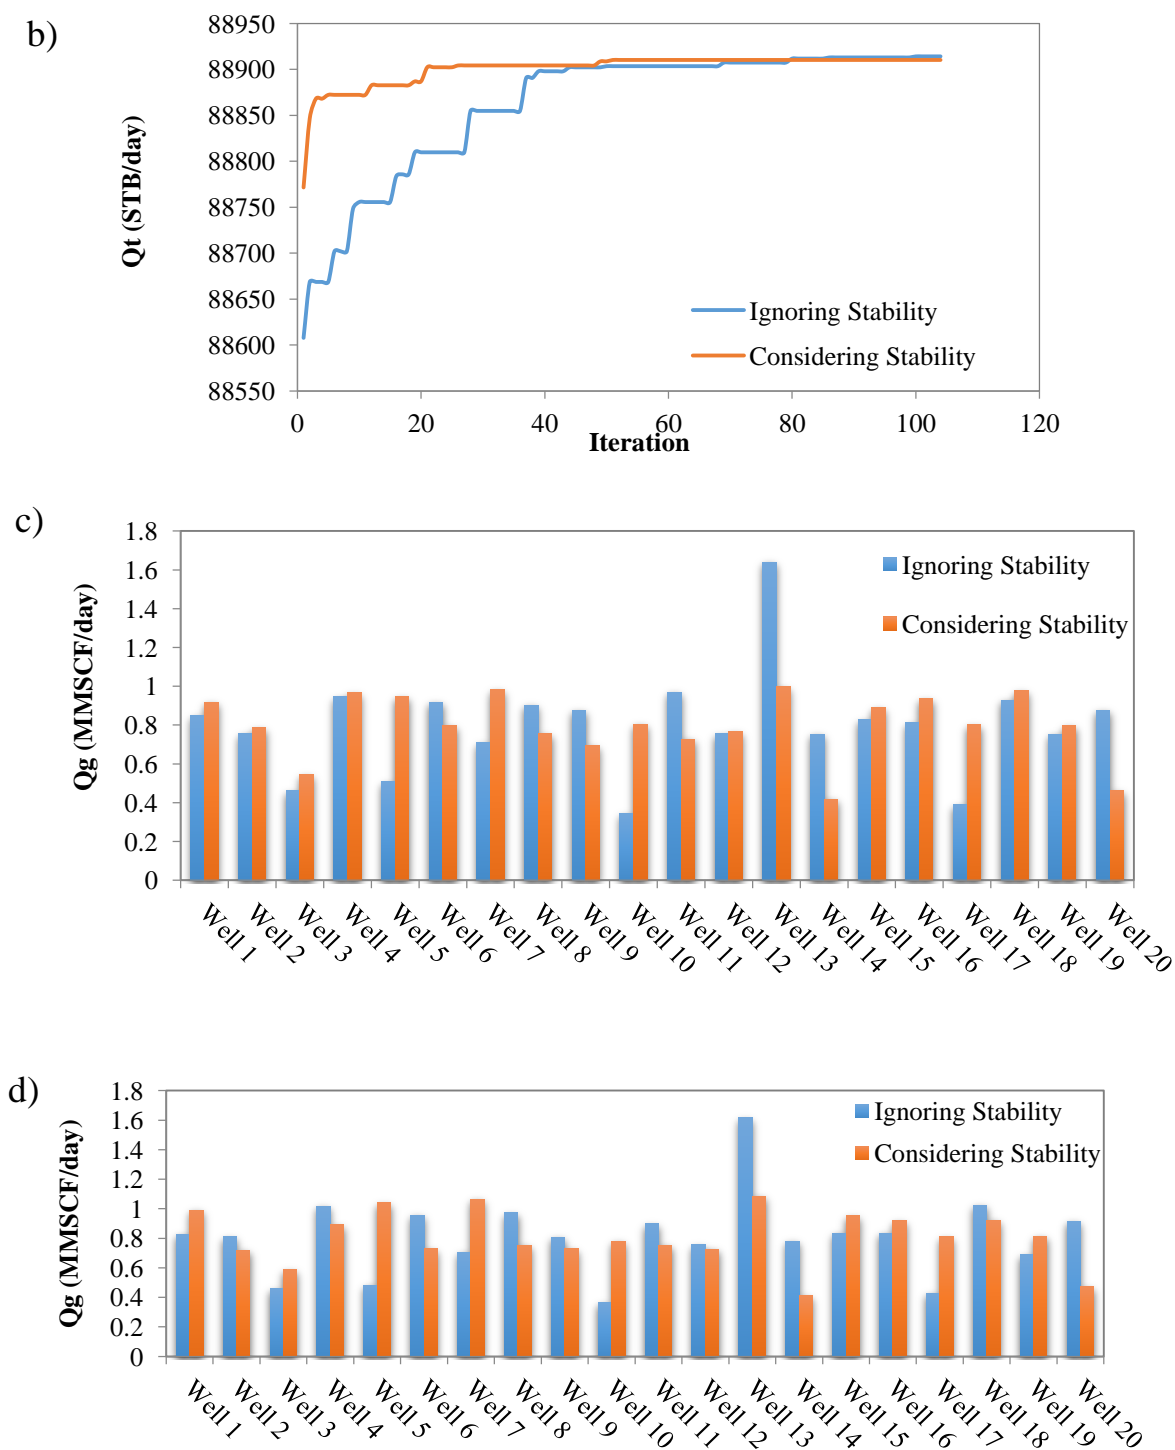 b)
88950
88900
88850
88800
88750
88700
88650
88600
88550
Qt (STB/day)
Ignoring Stability
Considering Stability
0 20 40 60 80 100 120
Iteration
c)
1.8
1.6
1.4
1.2
1
0.8
0.6
0.4
0.2
0
Qg (MMSCF/day)
Ignoring Stability
Considering Stability
Well 1
Well 2
Well 3
Well 4
Well 5
Well 6
Well 7
Well 8
Well 9
Well 10
Well 11
Well 12
Well 13
Well 14
Well 15
Well 16
Well 17
Well 18
Well 19
Well 20
d)
1.8
1.6
1.4
1.2
1
0.8
0.6
0.4
0.2
0
Qg (MMSCF/day)
Ignoring Stability
Considering Stability
Well 1
Well 2
Well 3
Well 4
Well 5
Well 6
Well 7
Well 8
Well 9
Well 10
Well 11
Well 12
Well 13
Well 14
Well 15
Well 16
Well 17
Well 18
Well 19
Well 20